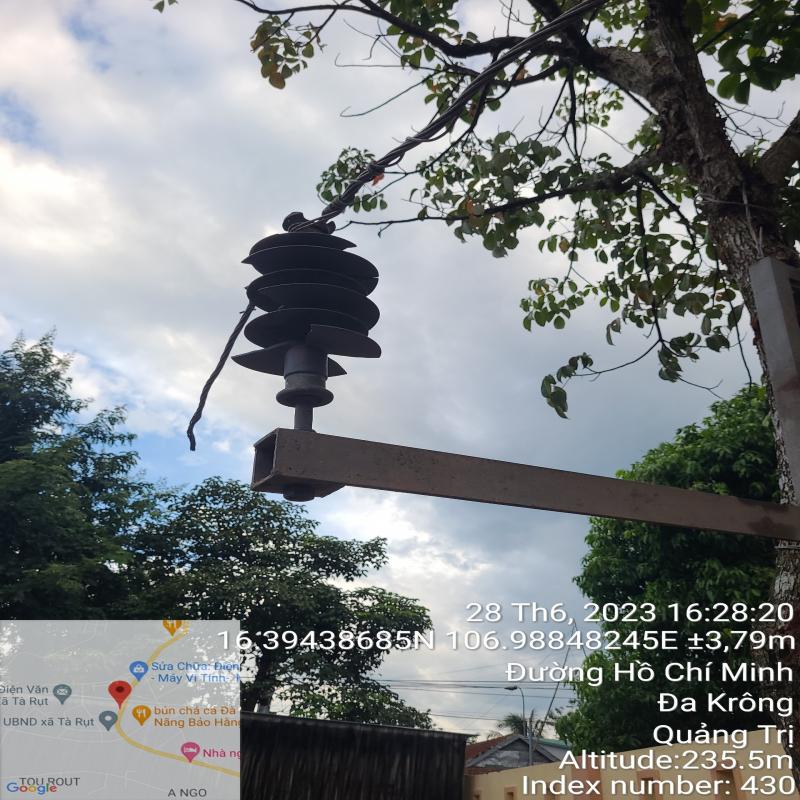 28 Th6, 2023 16:28:20
16.39438685N 106.98848245E ±3,79m
Đường Hồ Chí Minh
Đa Krông
Quảng Trị
Altitude:235.5m
Index number: 430
Sửa Chữa: Điện
- Máy Vi Tính-
Điện Văn
ã Tà Rụt
UBND xã Tà Rụt
bún chả cá Đà
Nẵng Bảo Hằng
Nhà ng
TOU ROUT
A NGO
Google